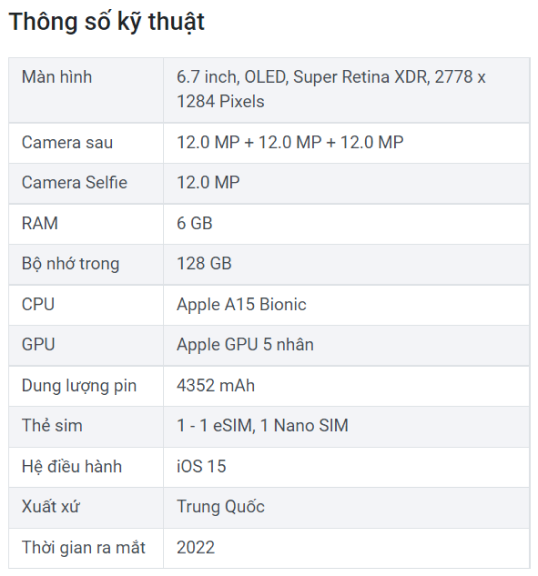 Thông số kỹ thuật
Màn hình
6.7 inch, OLED, Super Retina XDR, 2778 x
1284 Pixels
Camera sau
12.0 MP + 12.0 MP + 12.0 MP
Camera Selfie
12.0 MP
RAM
6 GB
Bộ nhớ trong
128 GB
CPU
Apple A15 Bionic
GPU
Apple GPU 5 nhân
Dung lượng pin
4352 mAh
Thẻ sim
1 - 1 eSIM, 1 Nano SIM
Hệ điều hành
iOS 15
Xuất xứ
Trung Quốc
Thời gian ra mắt
2022